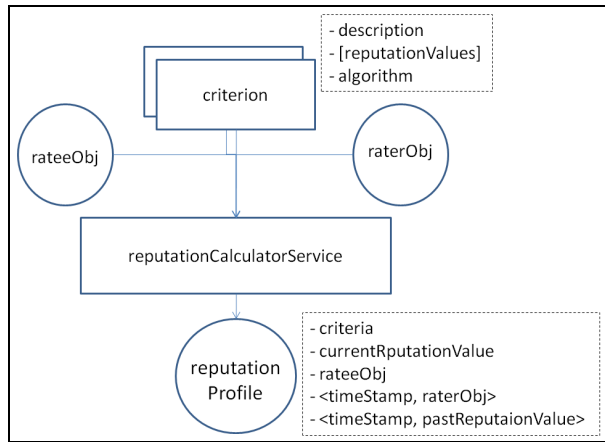 - description
- [reputationValues]
- algorithm
criterion
rateeObj
raterObj
reputationCalculatorService
reputation
Profile
- criteria
- currentRputationValue
- rateeObj
- <timeStamp, raterObj>
- <timeStamp, pastReputaionValue>